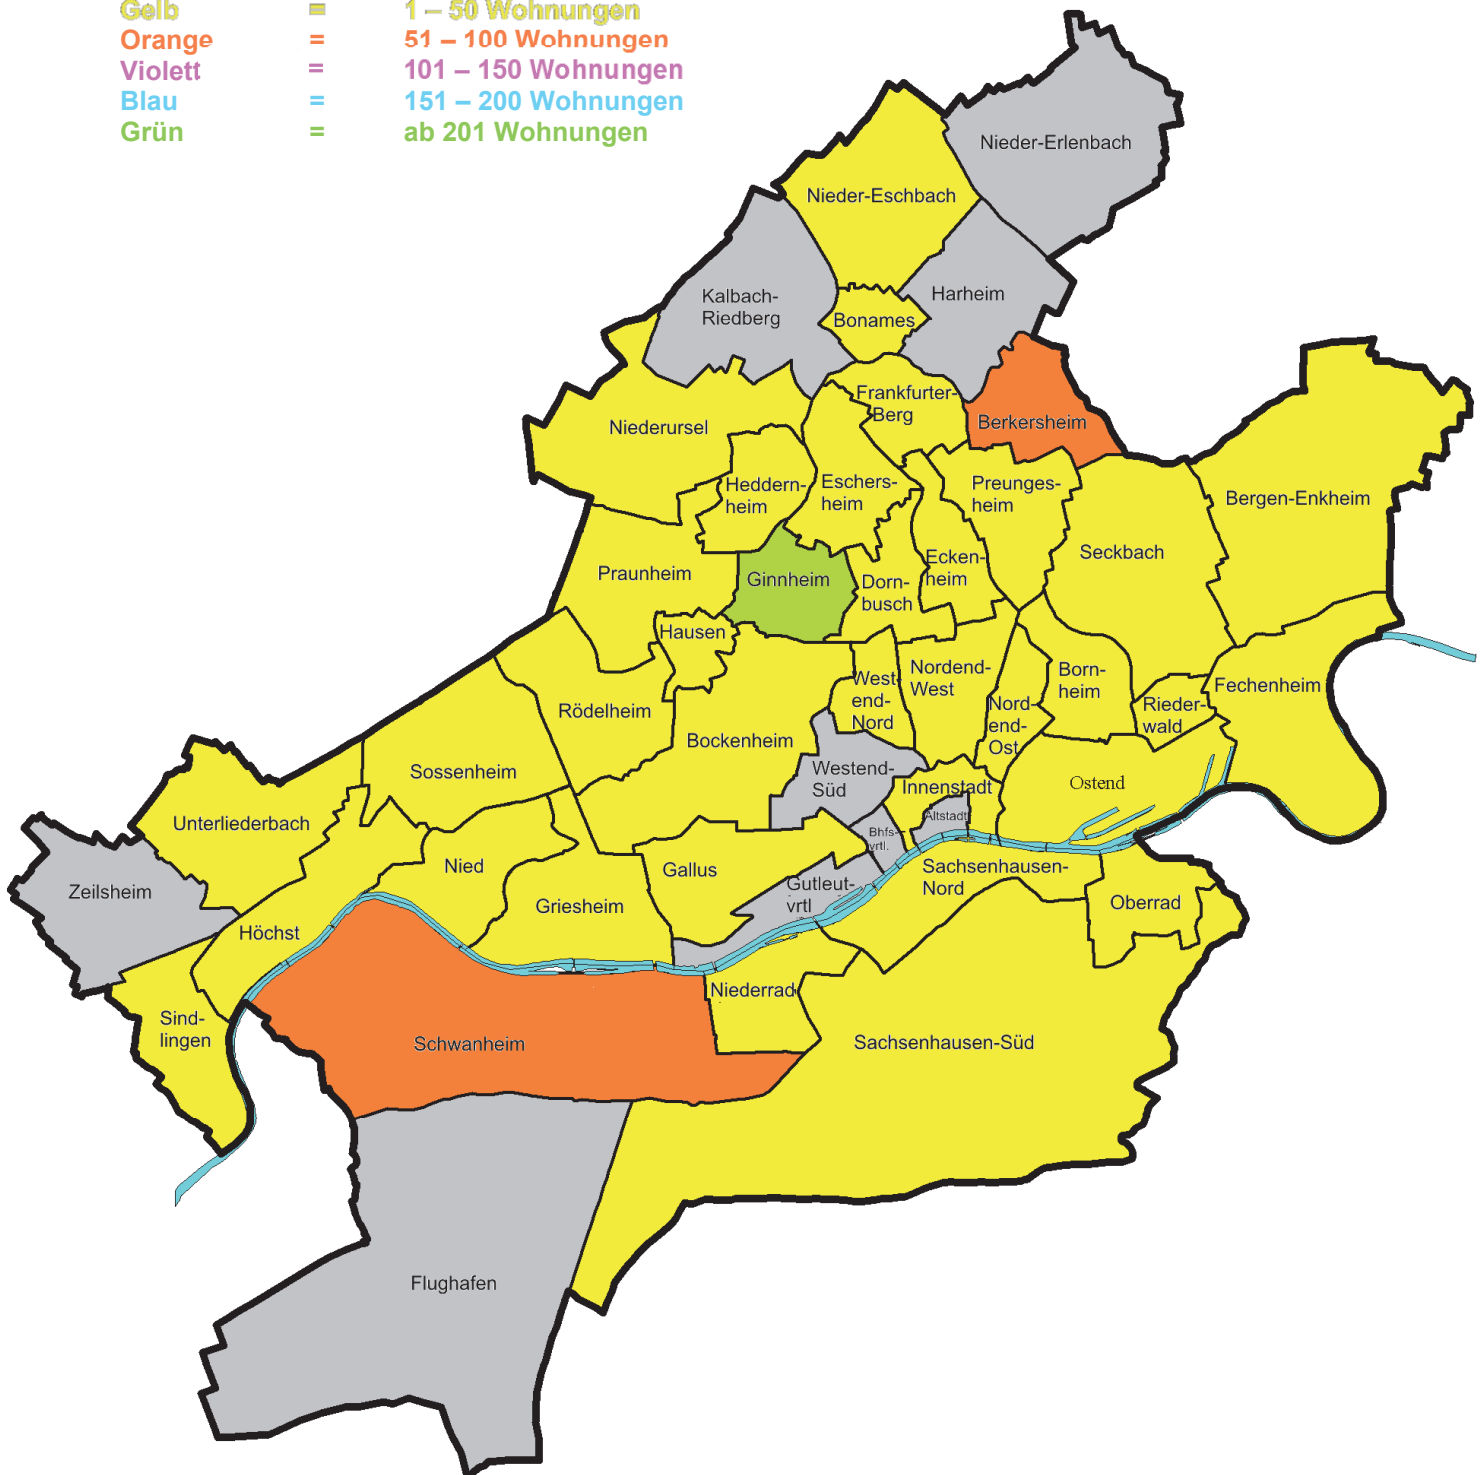 Gelb = 1 – 50 Wohnungen
Orange = 51 – 100 Wohnungen
Violett = 101 – 150 Wohnungen
Blau = 151 – 200 Wohnungen
Grün = ab 201 Wohnungen
Nieder-Erlenbach
Nieder-Eschbach
Kalbach-
Riedberg
Harheim
Bonames
Frankfurter-
Berg
Berkersheim
Niederursel
Heddern-
heim
Eschers-
heim
Preunges-
heim
Bergen-Enkheim
Seckbach
Praunheim
Ginnheim
Dorn-
busch
Ecken-
heim
Hausen
Rödelheim
West-
end-
Nord
Nordend-
West
Nord-
end-
Ost
Born-
heim
Rieder-
wald
Fechenheim
Bockenheim
Sossenheim
Westend-
Süd
Innenstadt
Ostend
Altstadt
Bhfs-
vrtl.
Unterliederbach
Zeilsheim
Nied
Gallus
Gutleut-
vrtl
Sachsenhausen-
Nord
Oberrad
Höchst
Griesheim
Niederrad
Sind-
lingen
Schwanheim
Sachsenhausen-Süd
Flughafen